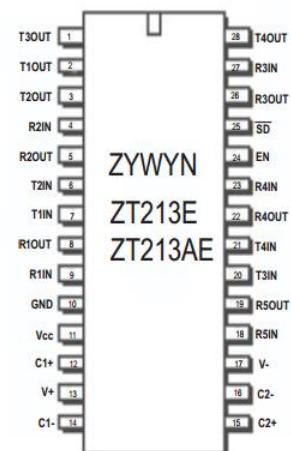 T3OUT 1 28 T4OUT
T1OUT 2 27 R3IN
T2OUT 3 26 R3OUT
R2IN 4 25 S̅D̅
R2OUT 5 24 EN
T2IN 6 23 R4IN
T1IN 7 22 R4OUT
R1OUT 8 21 T4IN
R1IN 9 20 T3IN
GND 10 19 R5OUT
Vcc 11 18 R5IN
C1+ 12 17 V-
V+ 13 16 C2-
C1- 14 15 C2+
ZYWYN
ZT213E
ZT213AE